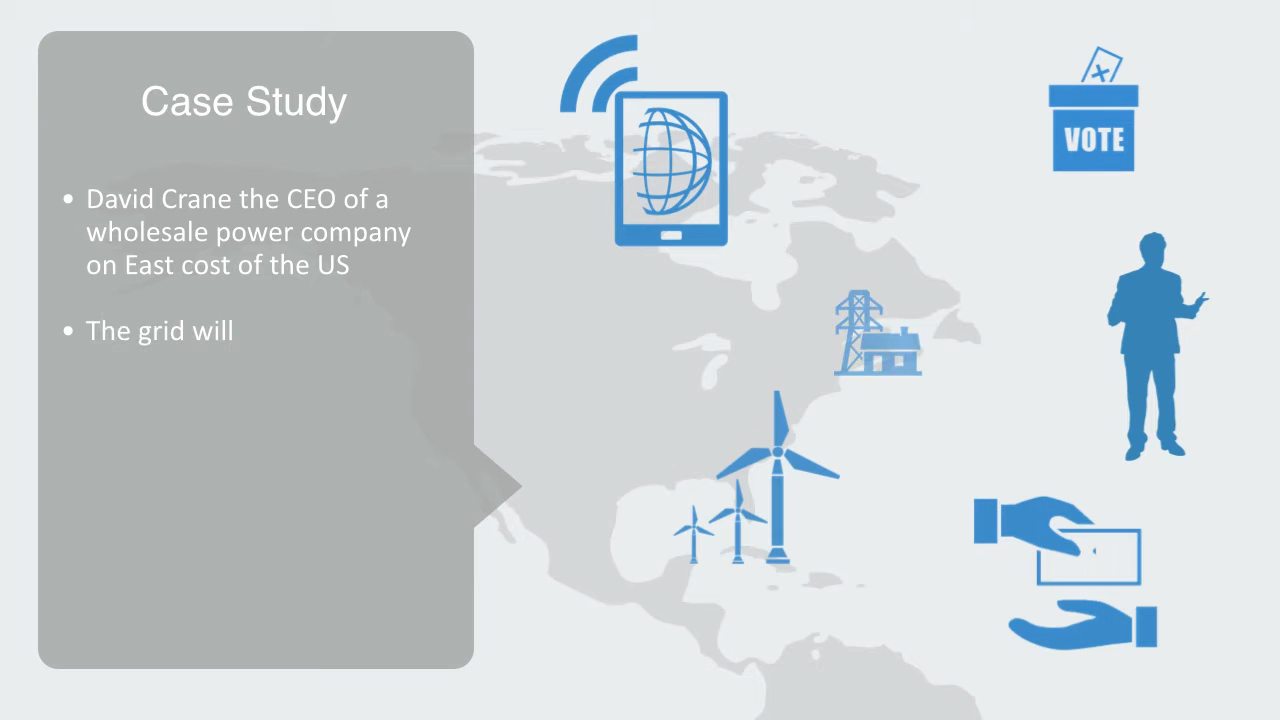 Case Study
• David Crane the CEO of a
wholesale power company
on East cost of the US
• The grid will
VOTE